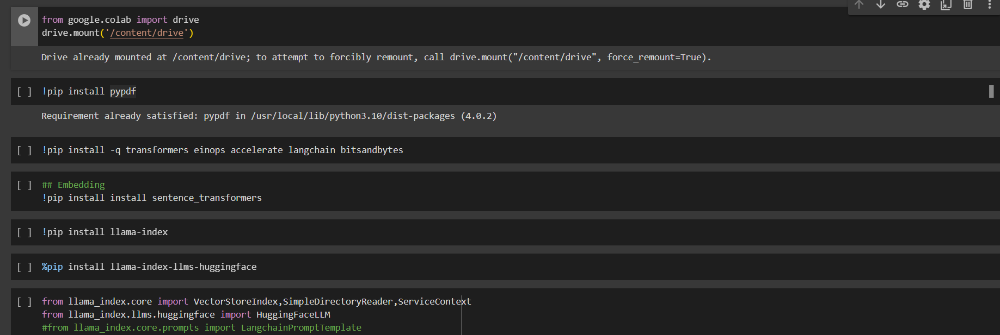 from google.colab import drive
drive.mount('/content/drive')
Drive already mounted at /content/drive; to attempt to forcibly remount, call drive.mount("/content/drive", force_remount=True).
[ ] !pip install pypdf
Requirement already satisfied: pypdf in /usr/local/lib/python3.10/dist-packages (4.0.2)
[ ] !pip install -q transformers einops accelerate langchain bitsandbytes
[ ] ## Embedding
!pip install install sentence_transformers
[ ] !pip install llama-index
[ ] %pip install llama-index-llms-huggingface
[ ] from llama_index.core import VectorStoreIndex,SimpleDirectoryReader,ServiceContext
from llama_index.llms.huggingface import HuggingFaceLLM
#from llama_index.core.prompts import LangchainPromptTemplate